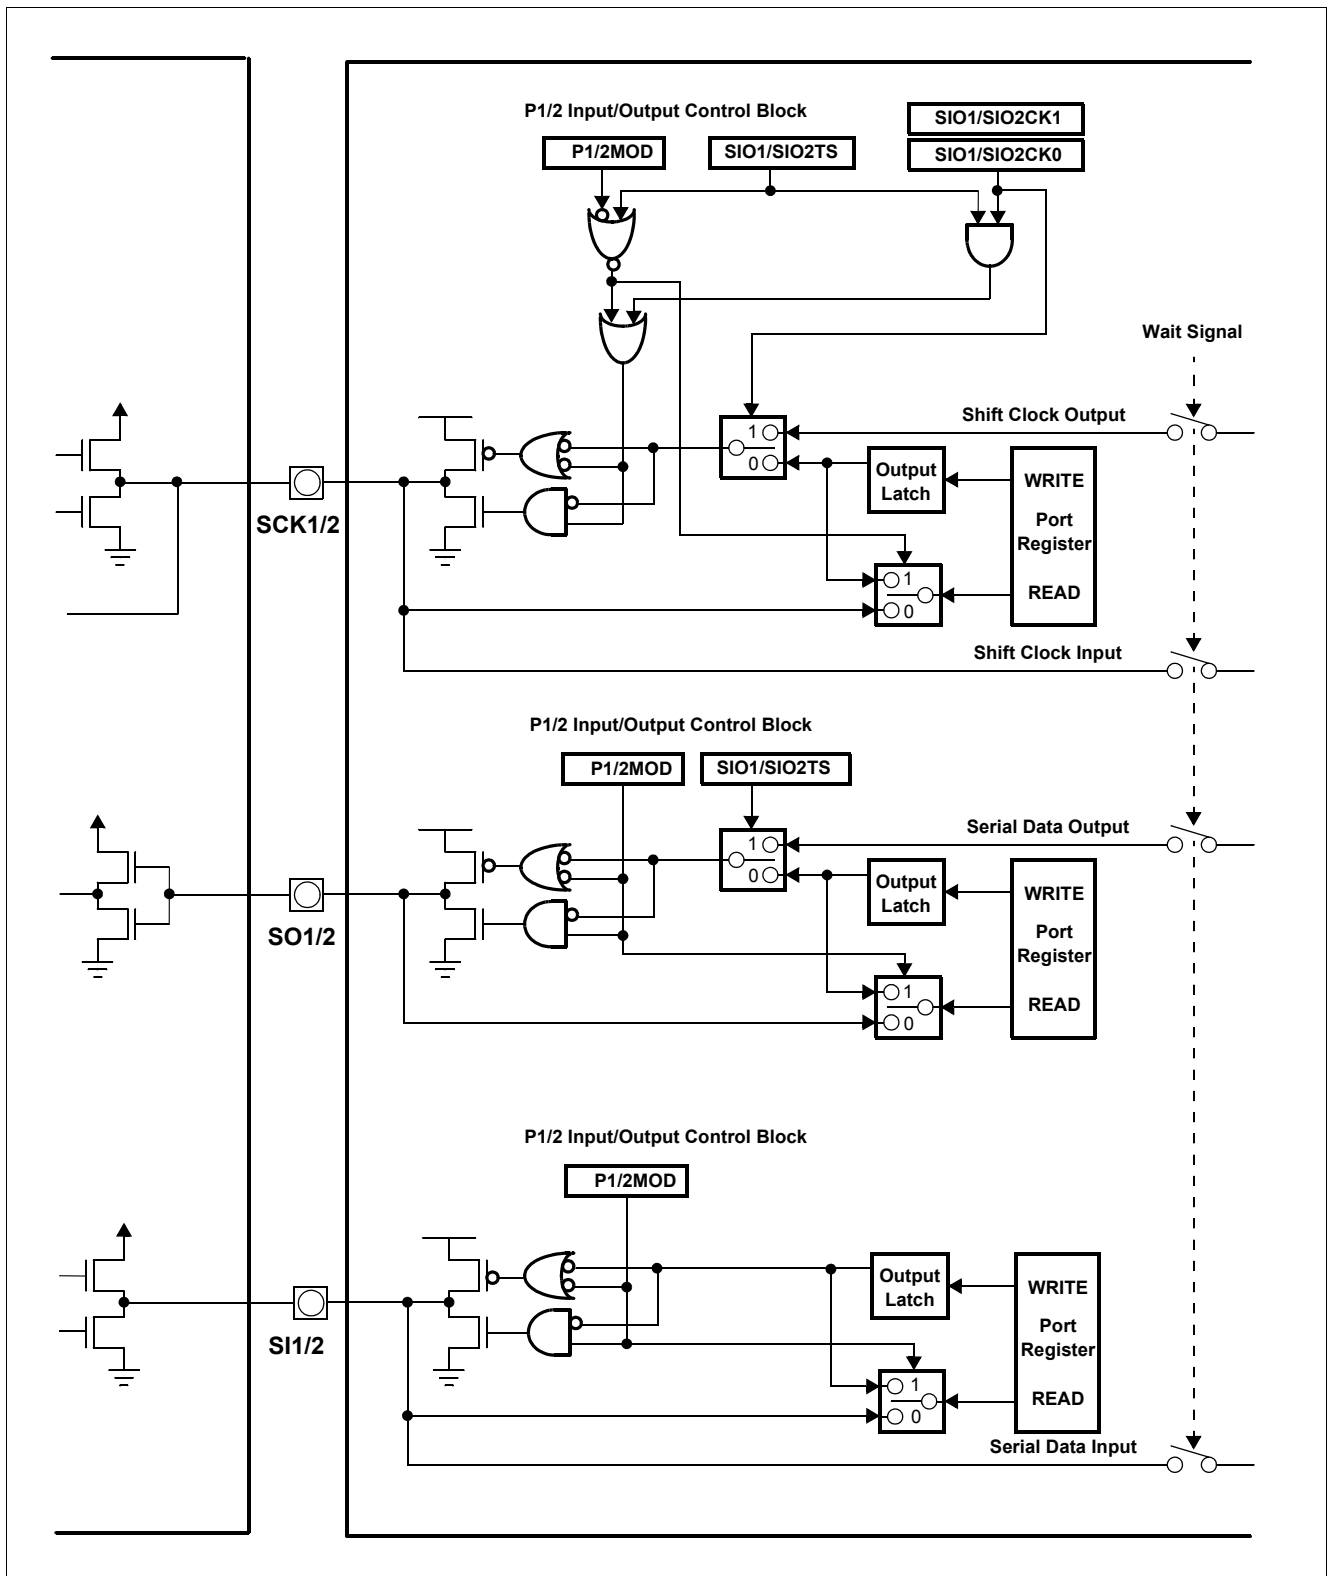 P1/2 Input/Output Control Block
SIO1/SIO2CK1
P1/2MOD
SIO1/SIO2TS
SIO1/SIO2CK0
Wait Signal
Shift Clock Output
1
0
Output
Latch
WRITE
Port
Register
READ
SCK1/2
1
0
Shift Clock Input
P1/2 Input/Output Control Block
P1/2MOD
SIO1/SIO2TS
Serial Data Output
1
0
Output
Latch
WRITE
Port
Register
READ
SO1/2
1
0
P1/2 Input/Output Control Block
P1/2MOD
Output
Latch
WRITE
Port
Register
READ
SI1/2
1
0
Serial Data Input